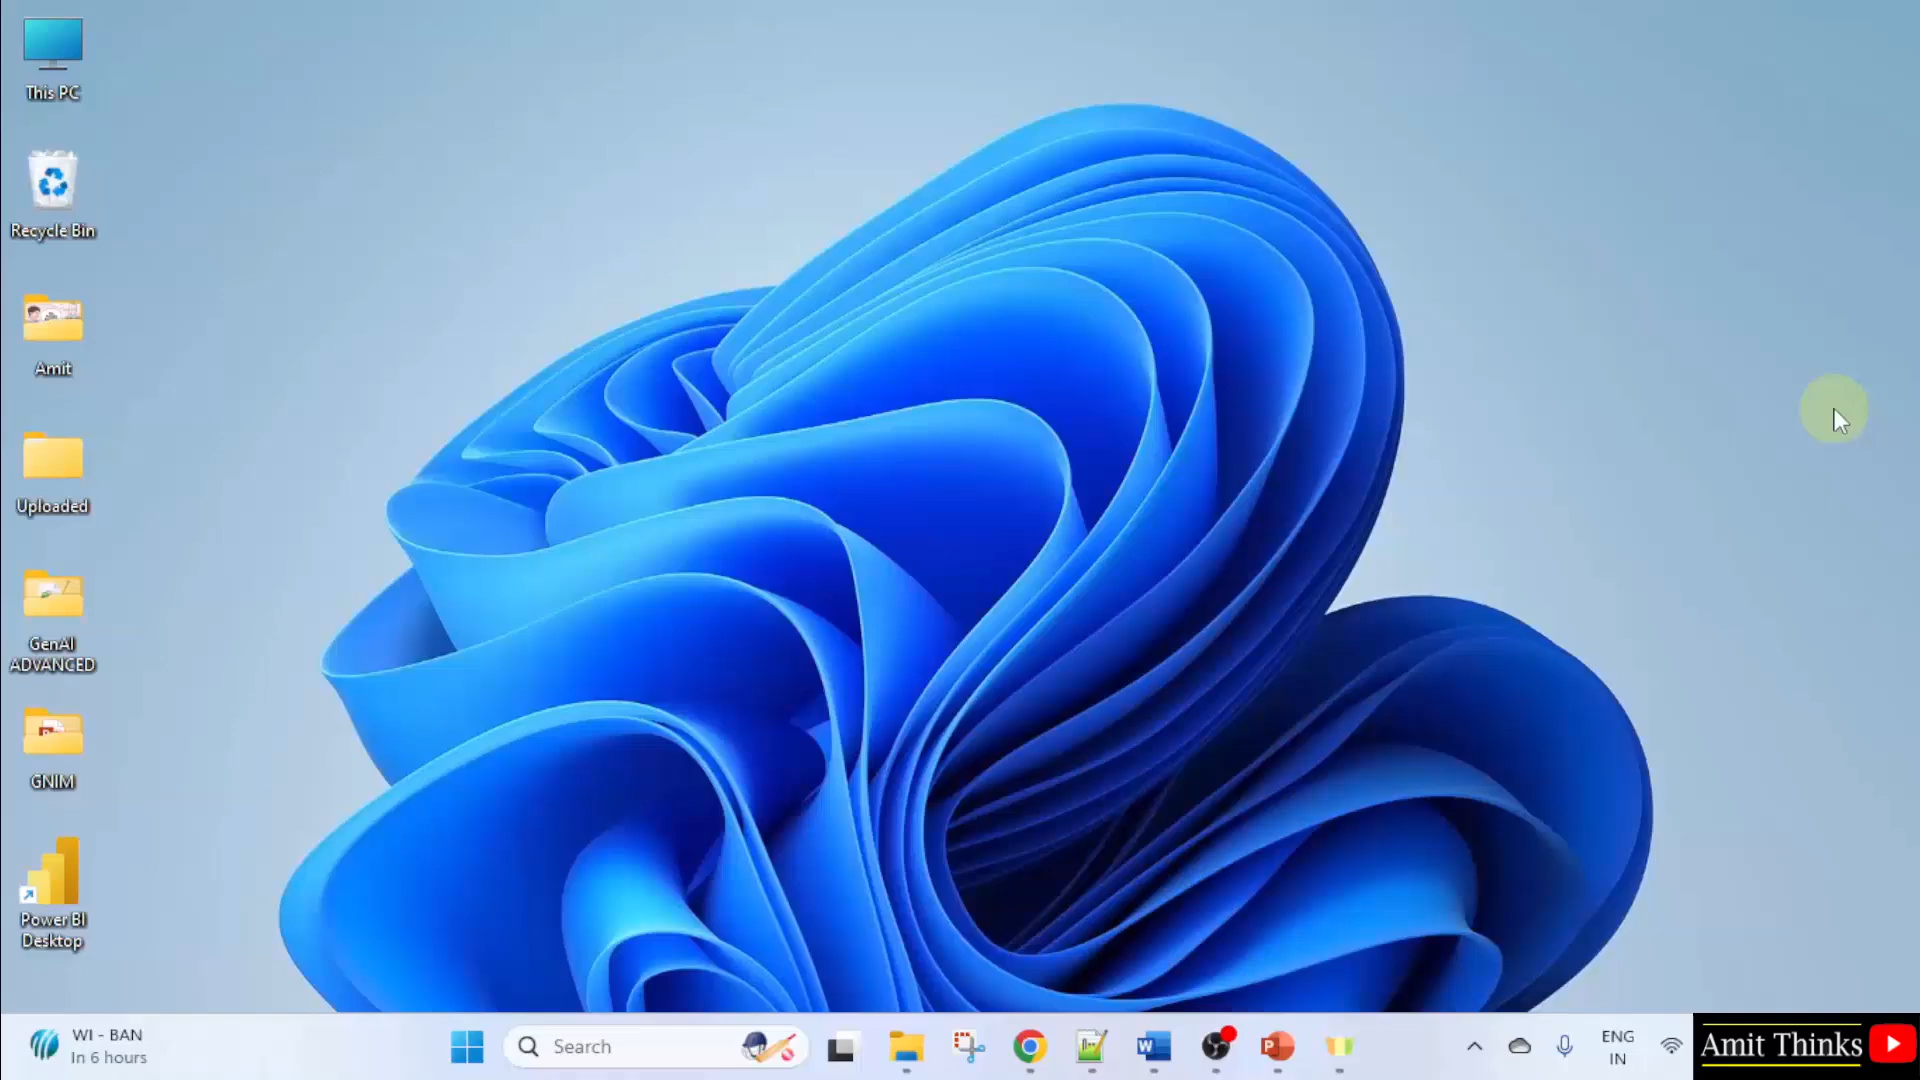 This PC
Recycle Bin
Amit
Uploaded
GenAI
ADVANCED
GNIM
Power BI
Desktop
WI - BAN
In 6 hours
Search
ENG
IN
Amit Thinks